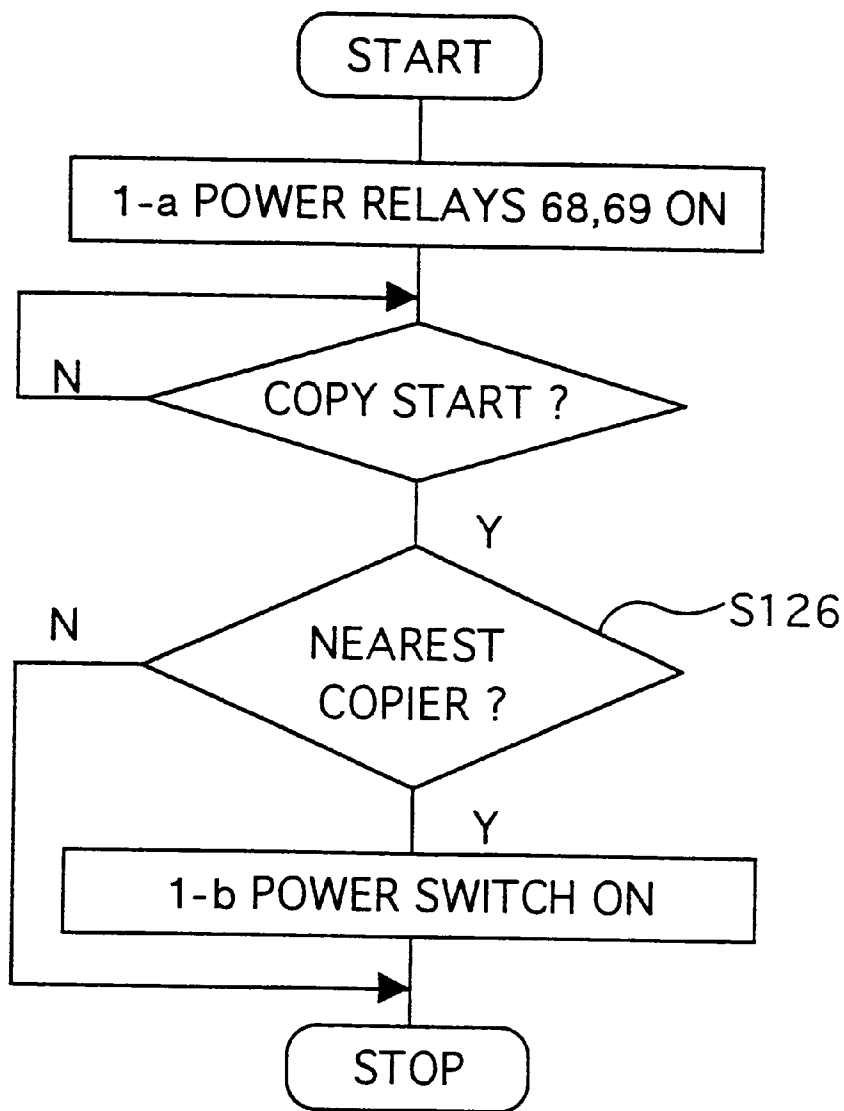 START
1-a POWER RELAYS 68,69 ON
N
COPY START ?
Y
N
S126
NEAREST
COPIER ?
Y
1-b POWER SWITCH ON
STOP